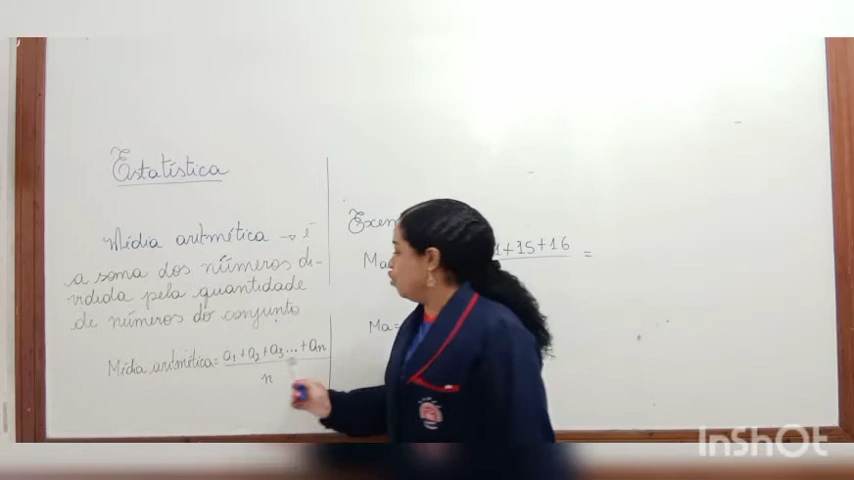 Estatística
Média aritmética → é
a soma dos números di-
vidida pela quantidade
de números do conjunto
Média aritmética = a₁ + a₂ + a₃ ... + aₙ
n
Ma
1 + 15 + 16 =
Ma =
InShOt